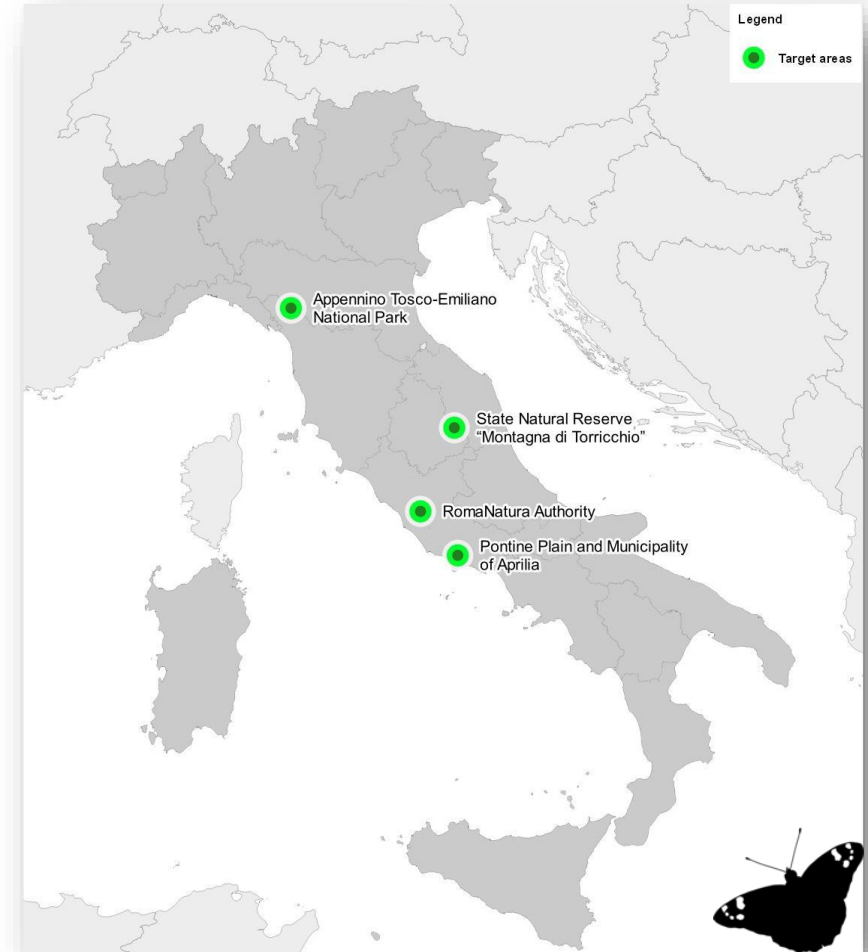 Legend
Target areas
Appennino Tosco-Emiliano
National Park
State Natural Reserve
“Montagna di Torricchio”
RomaNatura Authority
Pontine Plain and Municipality
of Aprilia